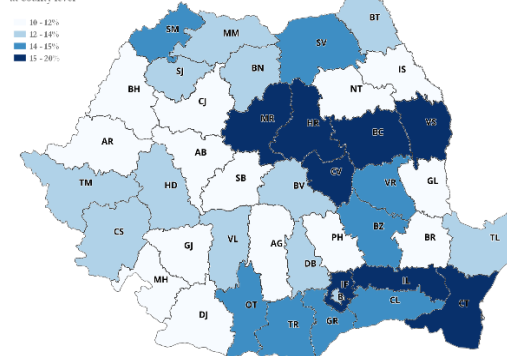 10 - 12%
12 - 14%
14 - 15%
15 - 20%
SM
MM
BT
SV
SJ
BN
IS
BH
CJ
NT
MR
HR
BC
VS
AR
AB
CV
TM
HD
SB
BV
VR
GL
CS
BZ
GJ
VL
AG
PH
BR
TL
DB
MH
IF
IL
B
OT
CL
CT
DJ
TR
GR